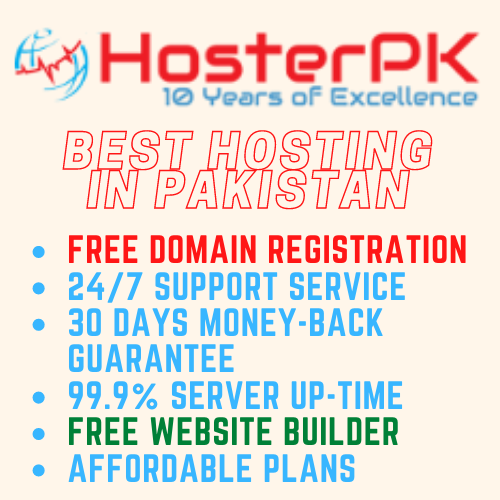 HosterPK
10 Years of Excellence
BEST HOSTING
IN PAKISTAN
• FREE DOMAIN REGISTRATION
• 24/7 SUPPORT SERVICE
• 30 DAYS MONEY-BACK
GUARANTEE
• 99.9% SERVER UP-TIME
• FREE WEBSITE BUILDER
• AFFORDABLE PLANS